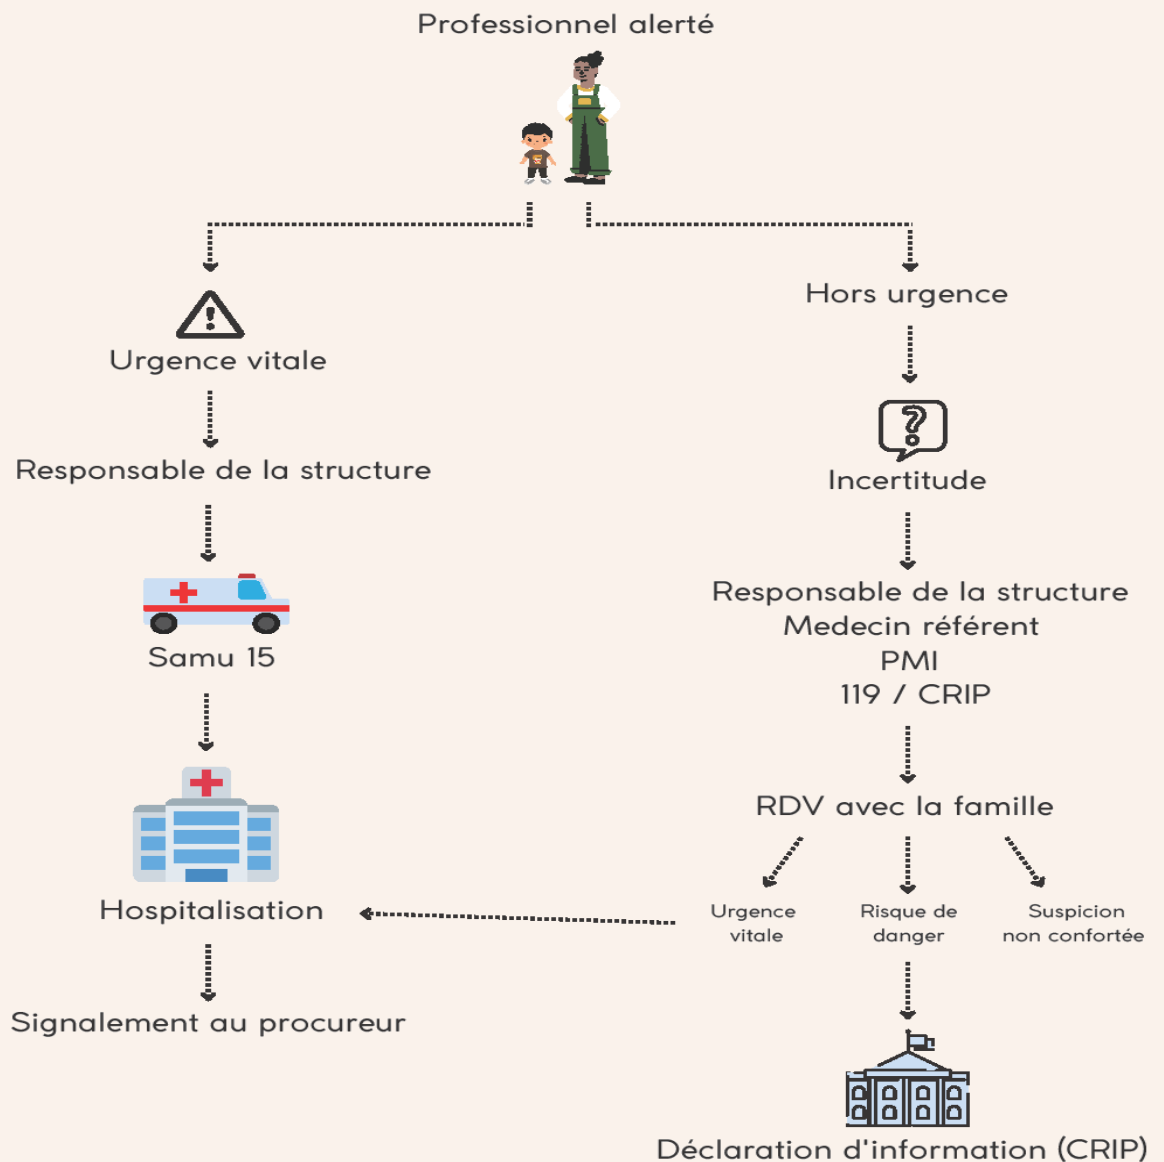 Professionnel alerté
Urgence vitale
Responsable de la structure
Samu 15
Hospitalisation
Signalement au procureur
Hors urgence
Incertitude
Responsable de la structure
Medecin référent
PMI
119 / CRIP
RDV avec la famille
Urgence
vitale
Risque de
danger
Suspicion
non confortée
Déclaration d'information (CRIP)